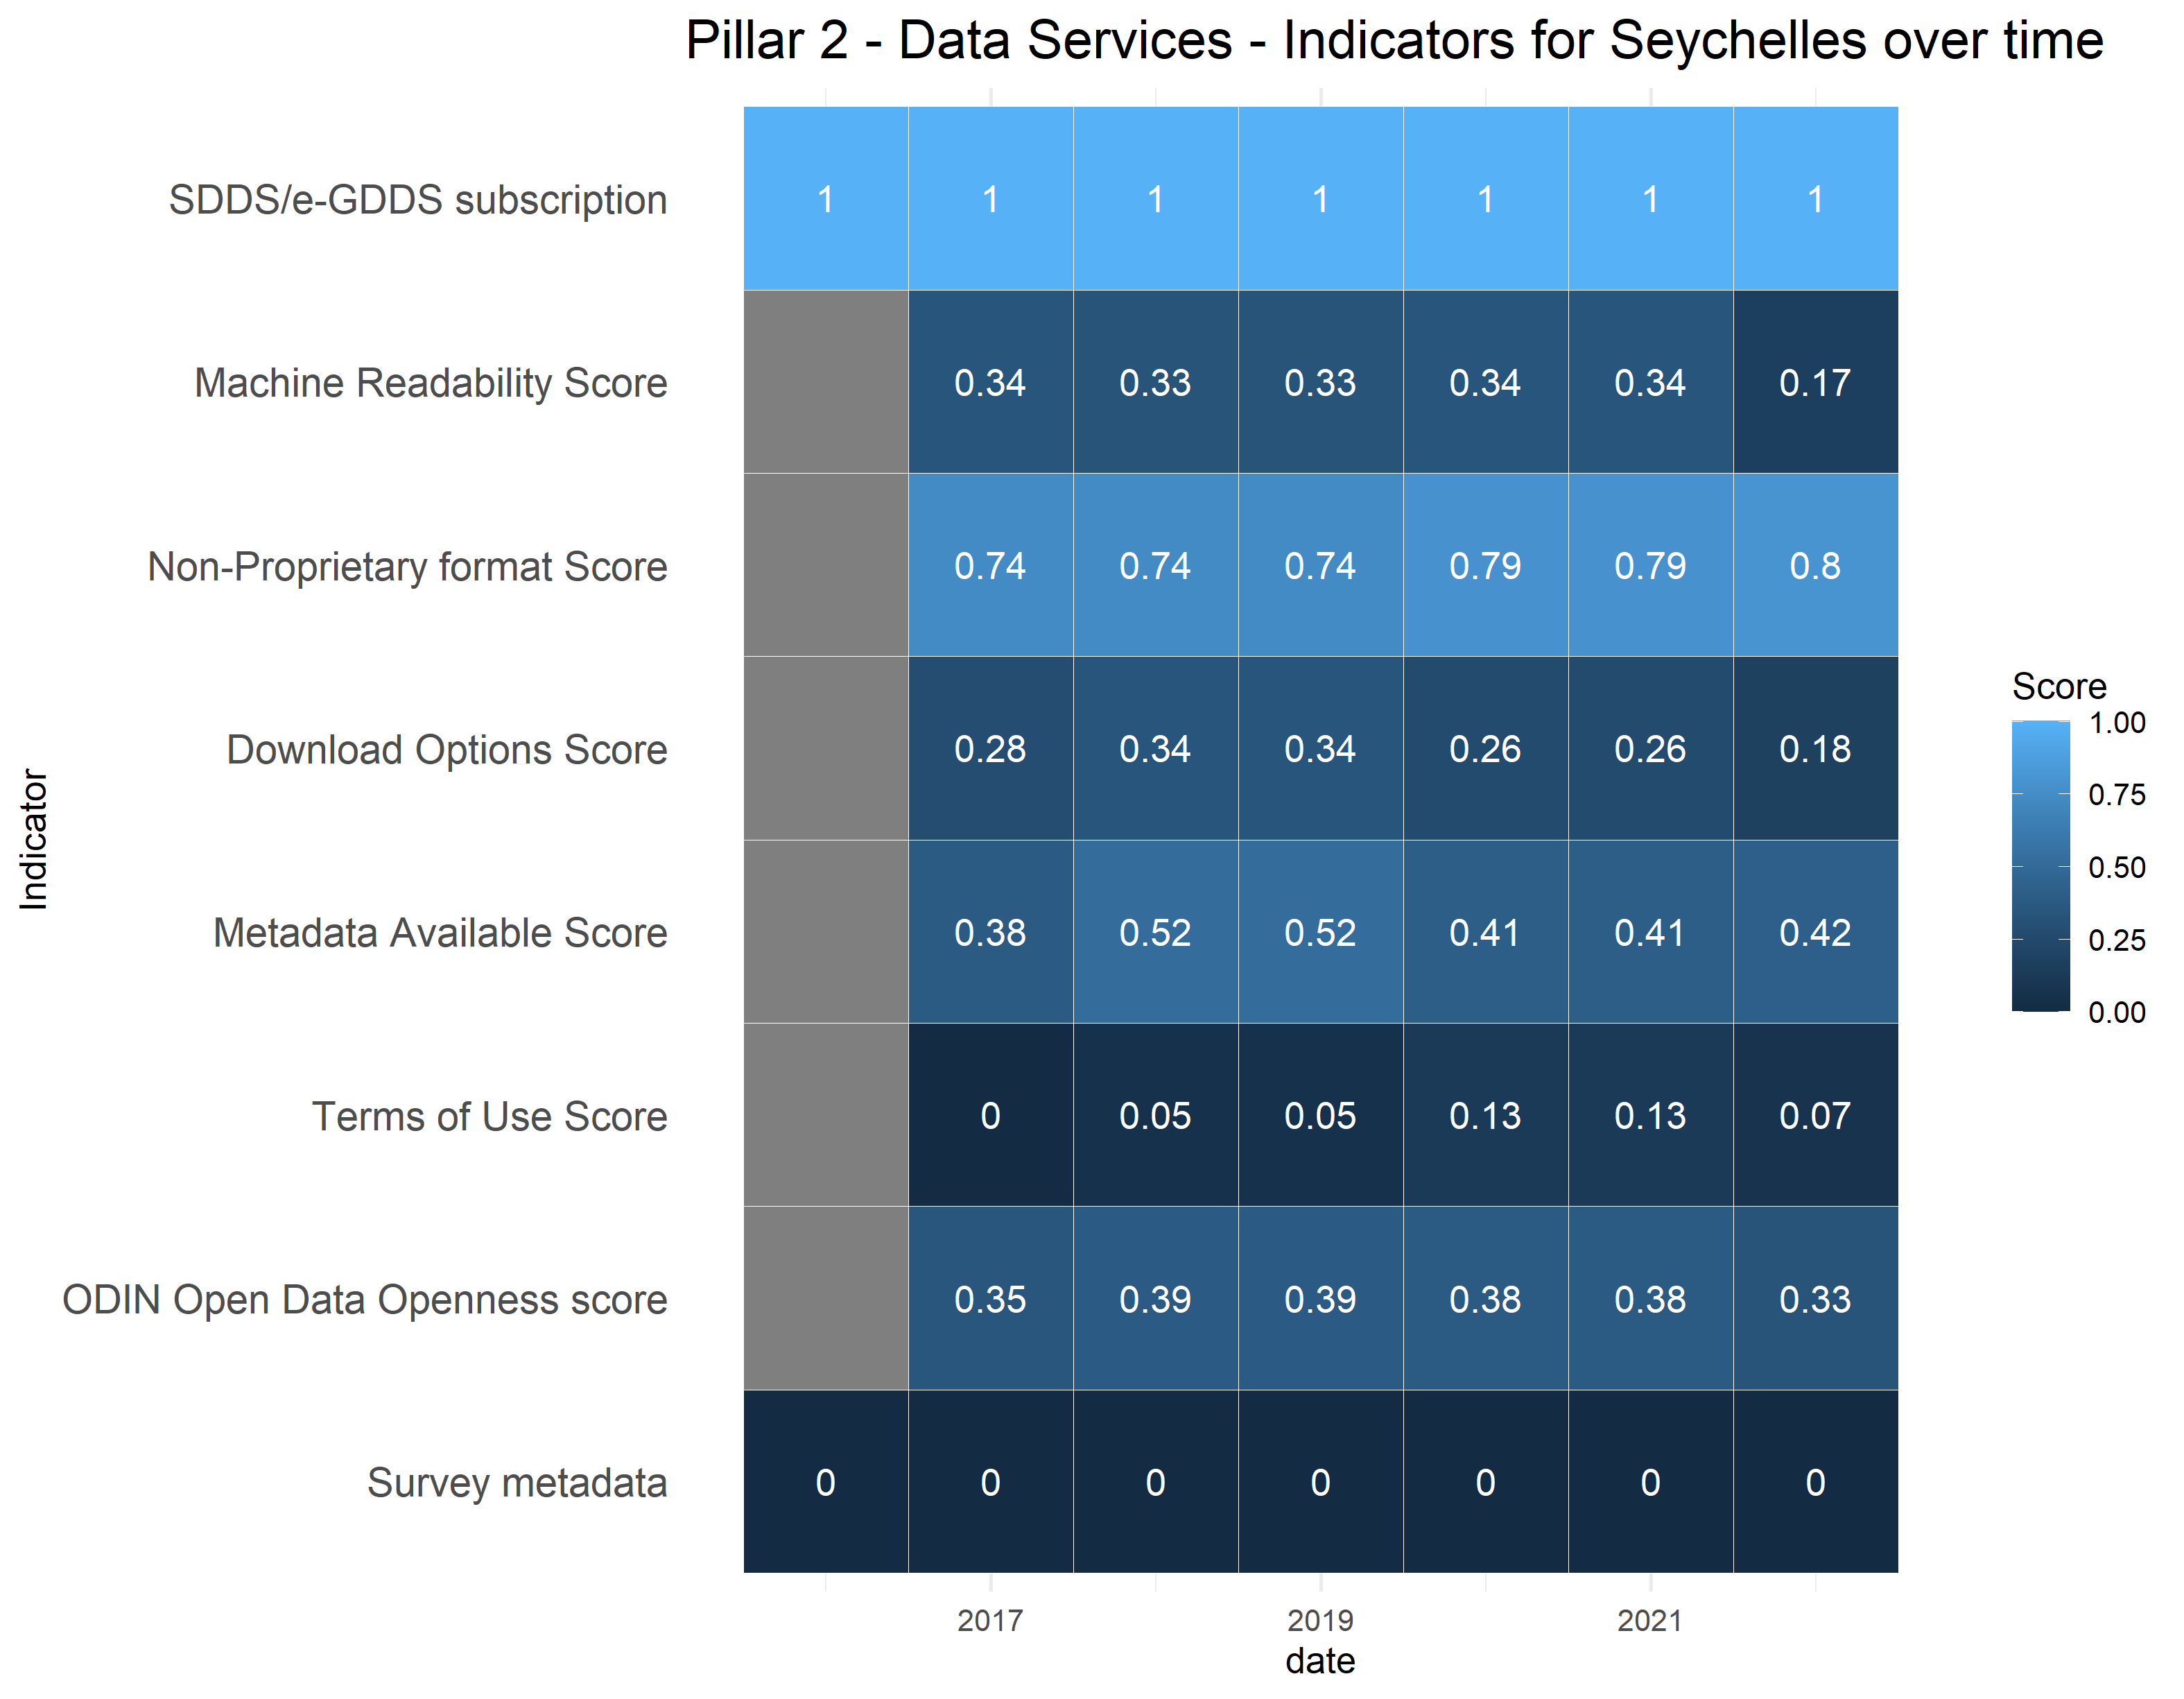 Pillar 2 - Data Services - Indicators for Seychelles over time
Indicator
SDDS/e-GDDS subscription 1 1 1 1 1 1 1
Machine Readability Score 0.34 0.33 0.33 0.34 0.34 0.17
Non-Proprietary format Score 0.74 0.74 0.74 0.79 0.79 0.8
Download Options Score 0.28 0.34 0.34 0.26 0.26 0.18
Metadata Available Score 0.38 0.52 0.52 0.41 0.41 0.42
Terms of Use Score 0 0.05 0.05 0.13 0.13 0.07
ODIN Open Data Openness score 0.35 0.39 0.39 0.38 0.38 0.33
Survey metadata 0 0 0 0 0 0 0
2017 2019 2021
date
Score
1.00
0.75
0.50
0.25
0.00